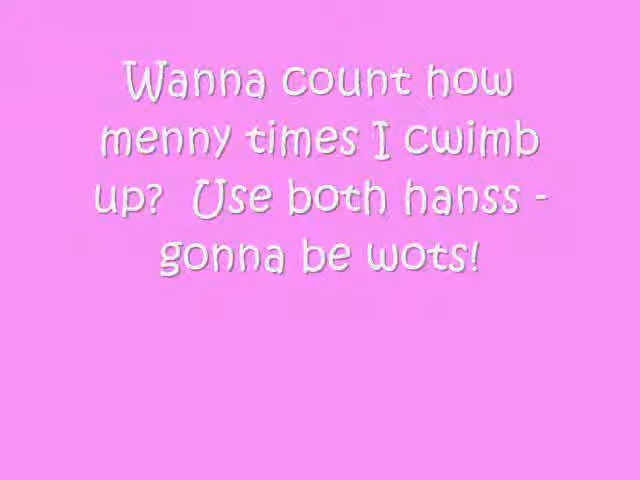 Wanna count how
menny times I cwimb
up?  Use both hanss -
gonna be wots!